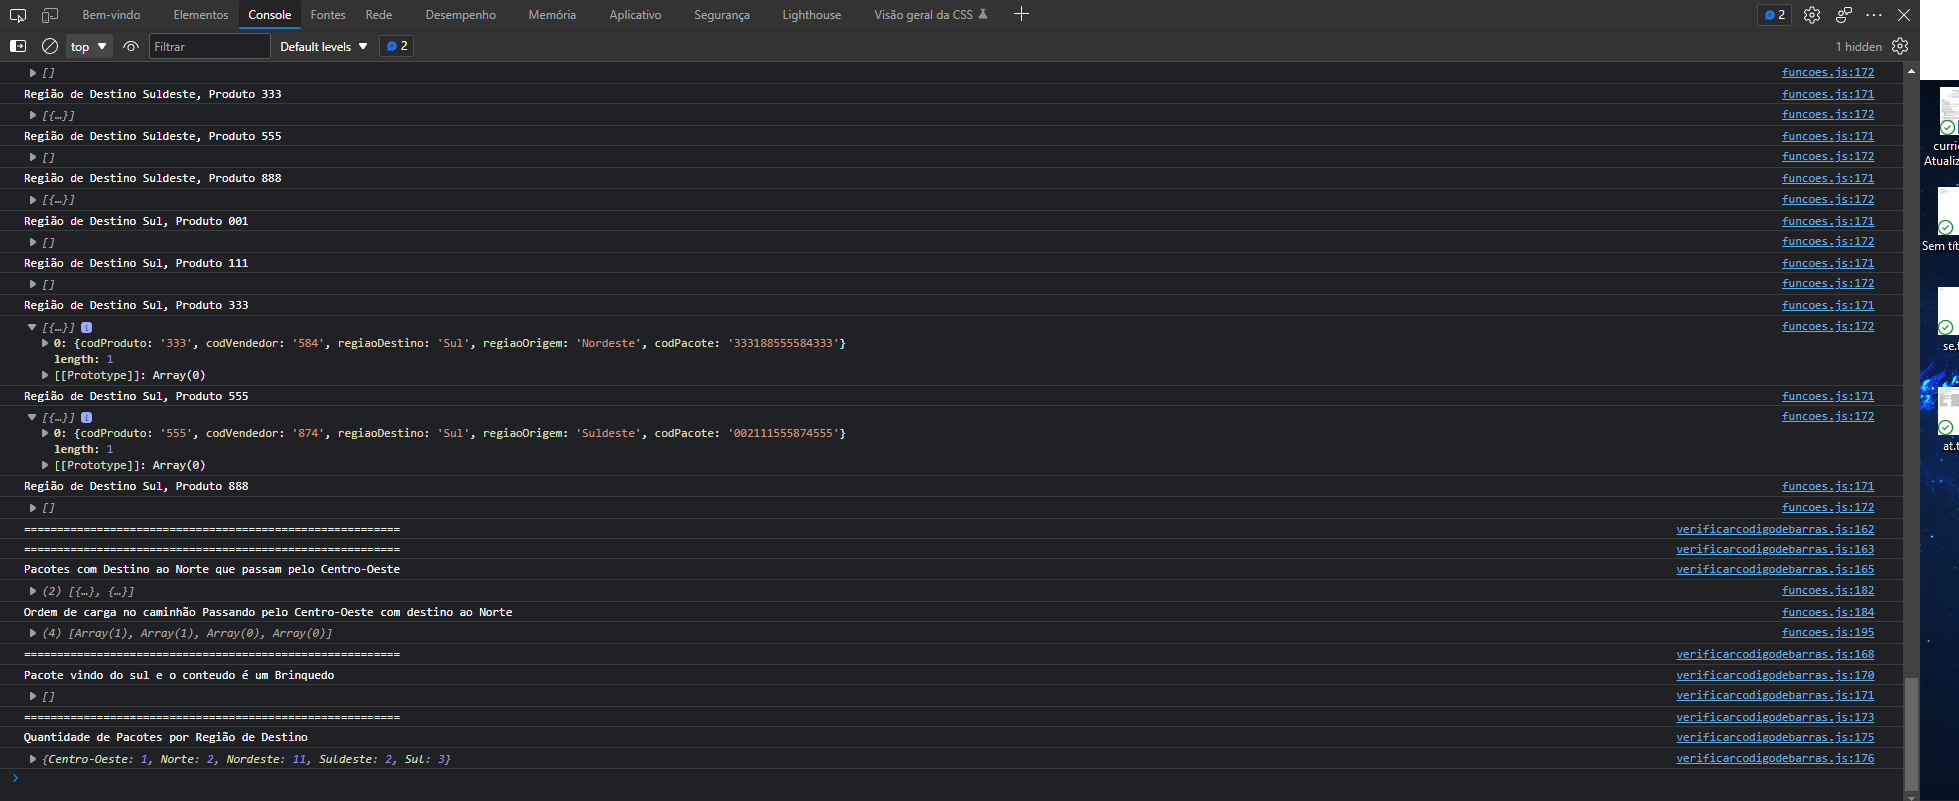 Bem-vindo Elementos Console Fontes Rede Desempenho Memória Aplicativo Segurança Lighthouse Visão geral da CSS 2
top Filtrar Default levels 2 1 hidden
[] funcoes.js:172
Região de Destino Suldeste, Produto 333 funcoes.js:171
[{…}] funcoes.js:172
Região de Destino Suldeste, Produto 555 funcoes.js:171
[] funcoes.js:172
Região de Destino Suldeste, Produto 888 funcoes.js:171
[{…}] funcoes.js:172
Região de Destino Sul, Produto 001 funcoes.js:171
[] funcoes.js:172
Região de Destino Sul, Produto 111 funcoes.js:171
[] funcoes.js:172
Região de Destino Sul, Produto 333 funcoes.js:171
[{…}] i funcoes.js:172
0: {codProduto: '333', codVendedor: '584', regiaoDestino: 'Sul', regiaoOrigem: 'Nordeste', codPacote: '333188555584333'}
length: 1
[[Prototype]]: Array(0)
Região de Destino Sul, Produto 555 funcoes.js:171
[{…}] i funcoes.js:172
0: {codProduto: '555', codVendedor: '874', regiaoDestino: 'Sul', regiaoOrigem: 'Suldeste', codPacote: '002111555874555'}
length: 1
[[Prototype]]: Array(0)
Região de Destino Sul, Produto 888 funcoes.js:171
[] funcoes.js:172
========================================================= verificarcodigodebarras.js:162
========================================================= verificarcodigodebarras.js:163
Pacotes com Destino ao Norte que passam pelo Centro-Oeste verificarcodigodebarras.js:165
(2) [{…}, {…}] funcoes.js:182
Ordem de carga no caminhão Passando pelo Centro-Oeste com destino ao Norte funcoes.js:184
(4) [Array(1), Array(1), Array(0), Array(0)] funcoes.js:195
========================================================= verificarcodigodebarras.js:168
Pacote vindo do sul e o conteudo é um Brinquedo verificarcodigodebarras.js:170
[] verificarcodigodebarras.js:171
========================================================= verificarcodigodebarras.js:173
Quantidade de Pacotes por Região de Destino verificarcodigodebarras.js:175
{Centro-Oeste: 1, Norte: 2, Nordeste: 11, Suldeste: 2, Sul: 3} verificarcodigodebarras.js:176
curri
Atualiz
Sem tít
se.t
at.t